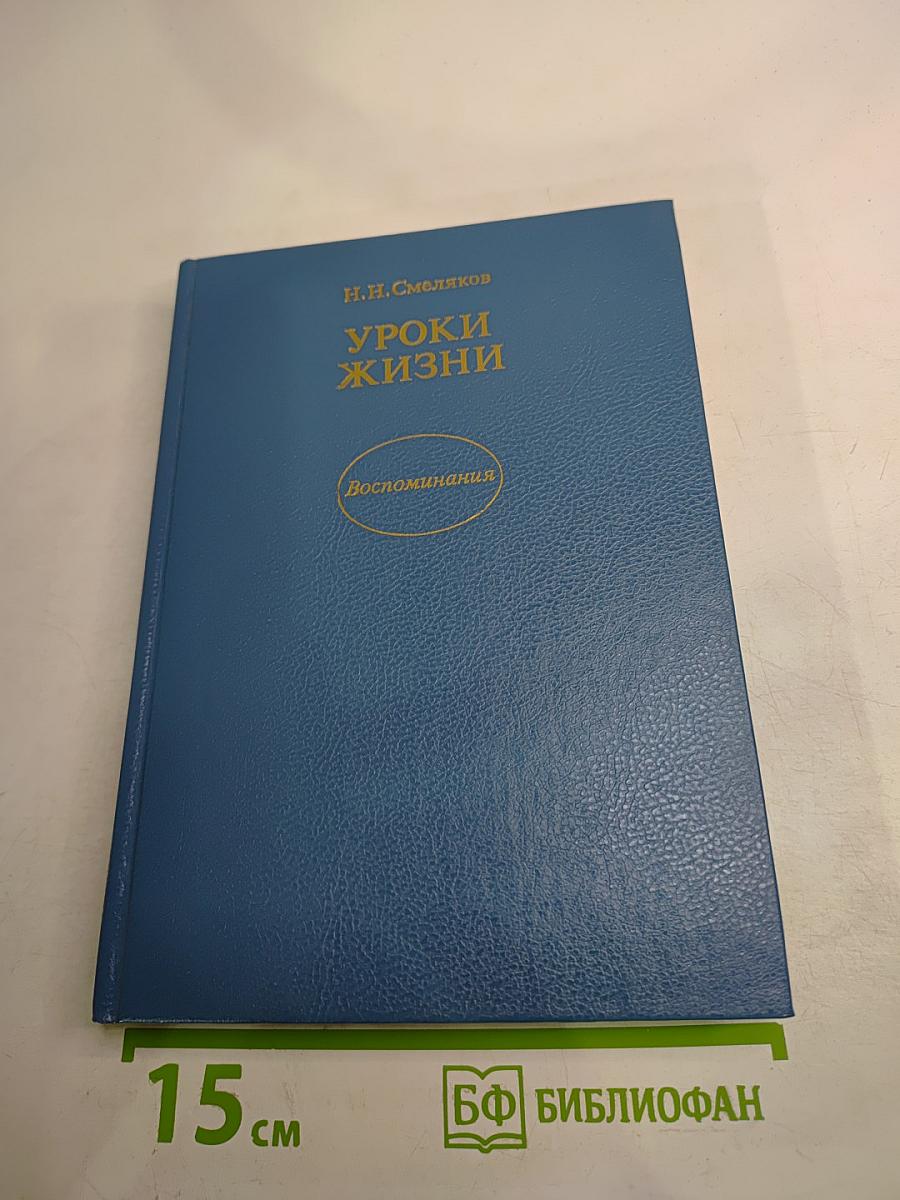 Н.Н.Смеляков
УРОКИ
ЖИЗНИ
Воспоминания
15 см
БФ БИБЛИОФАН